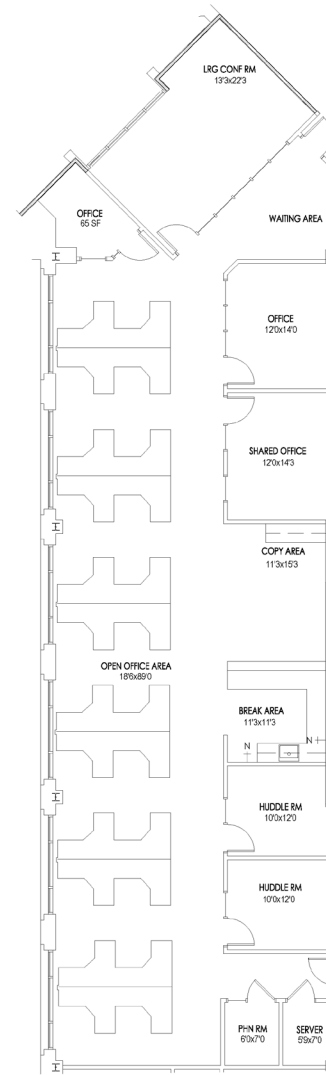 LRG CONF RM
13'3x22'3
OFFICE
65 SF
WAITING AREA
H
OFFICE
12'0x14'0
SHARED OFFICE
12'0x14'3
H
COPY AREA
11'3x15'3
OPEN OFFICE AREA
18'6x89'0
BREAK AREA
11'3x11'3
N
N
H
HUDDLE RM
10'0x12'0
HUDDLE RM
10'0x12'0
PHN RM
6'0x7'0
SERVER
5'9x7'0
H